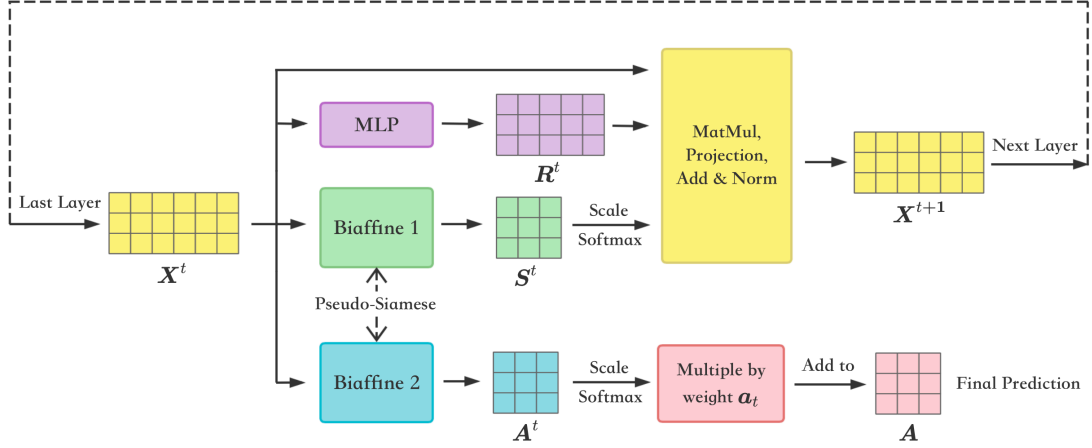 MLP
R^t
MatMul,
Projection,
Add & Norm
Next Layer
X^{t+1}
Last Layer
X^t
Biaffine 1
S^t
Scale
Softmax
Pseudo-Siamese
Biaffine 2
A^t
Scale
Softmax
Multiple by
weight a_t
Add to
A
Final Prediction